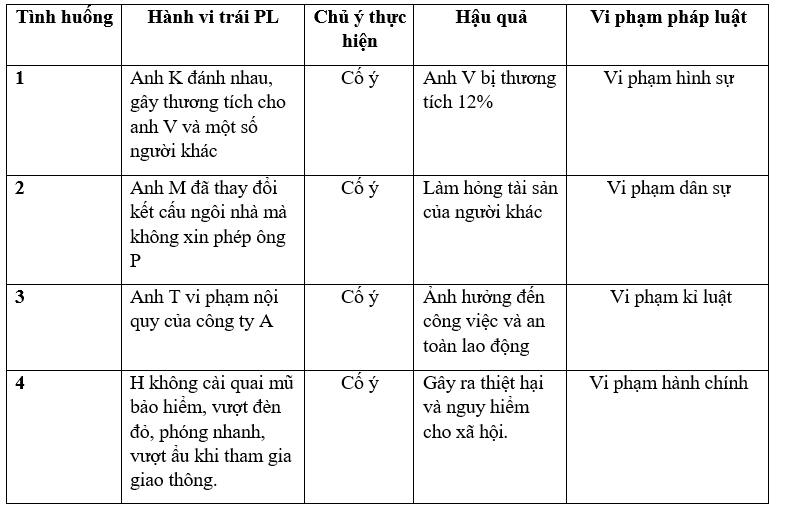 Tình huống Hành vi trái PL Chủ ý thực hiện Hậu quả Vi phạm pháp luật
1
Anh K đánh nhau,
gây thương tích cho
anh V và một số
người khác
Cố ý
Anh V bị thương
tích 12%
Vi phạm hình sự
2
Anh M đã thay đổi
kết cấu ngôi nhà mà
không xin phép ông
P
Cố ý
Làm hỏng tài sản
của người khác
Vi phạm dân sự
3
Anh T vi phạm nội
quy của công ty A
Cố ý
Ảnh hưởng đến
công việc và an
toàn lao động
Vi phạm kỉ luật
4
H không cài quai mũ
bảo hiểm, vượt đèn
đỏ, phóng nhanh,
vượt ẩu khi tham gia
giao thông.
Cố ý
Gây ra thiệt hại
và nguy hiểm
cho xã hội.
Vi phạm hành chính